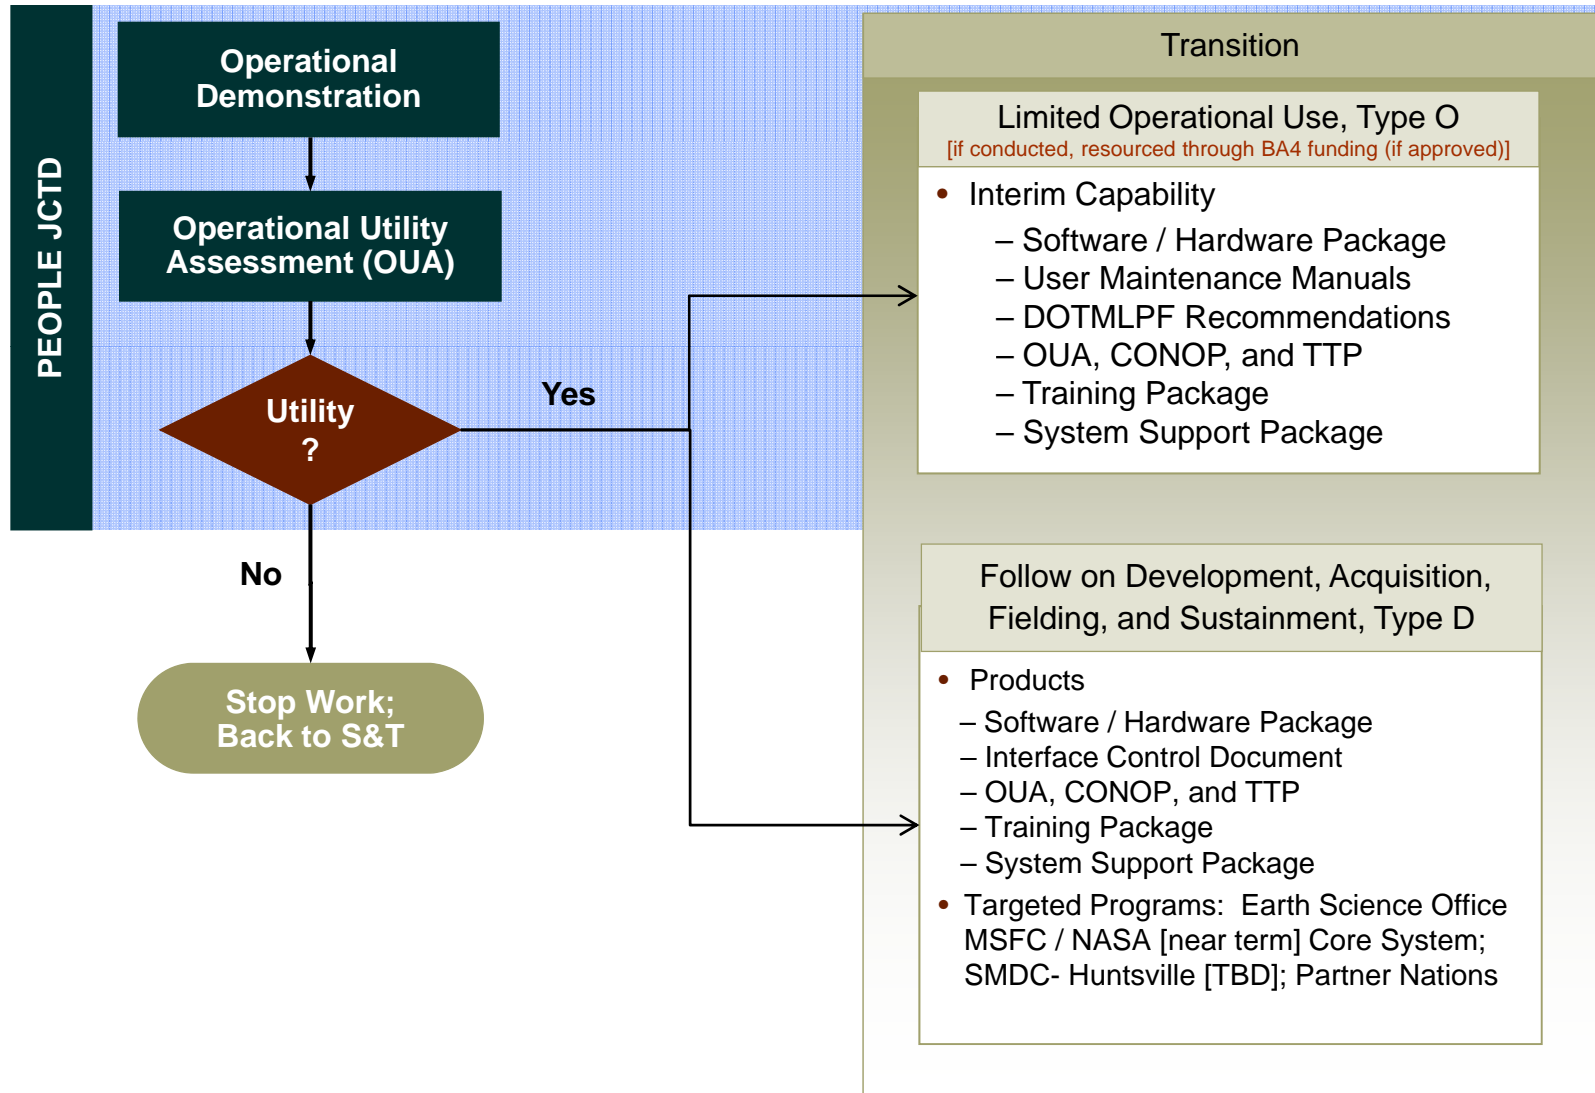 PEOPLE JCTD
Operational
Demonstration
Operational Utility
Assessment (OUA)
Utility
?
Yes
No
Stop Work;
Back to S&T
Transition
Limited Operational Use, Type O
[if conducted, resourced through BA4 funding (if approved)]
• Interim Capability
– Software / Hardware Package
– User Maintenance Manuals
– DOTMLPF Recommendations
– OUA, CONOP, and TTP
– Training Package
– System Support Package
Follow on Development, Acquisition,
Fielding, and Sustainment, Type D
• Products
– Software / Hardware Package
– Interface Control Document
– OUA, CONOP, and TTP
– Training Package
– System Support Package
• Targeted Programs:  Earth Science Office
MSFC / NASA [near term] Core System;
SMDC- Huntsville [TBD]; Partner Nations